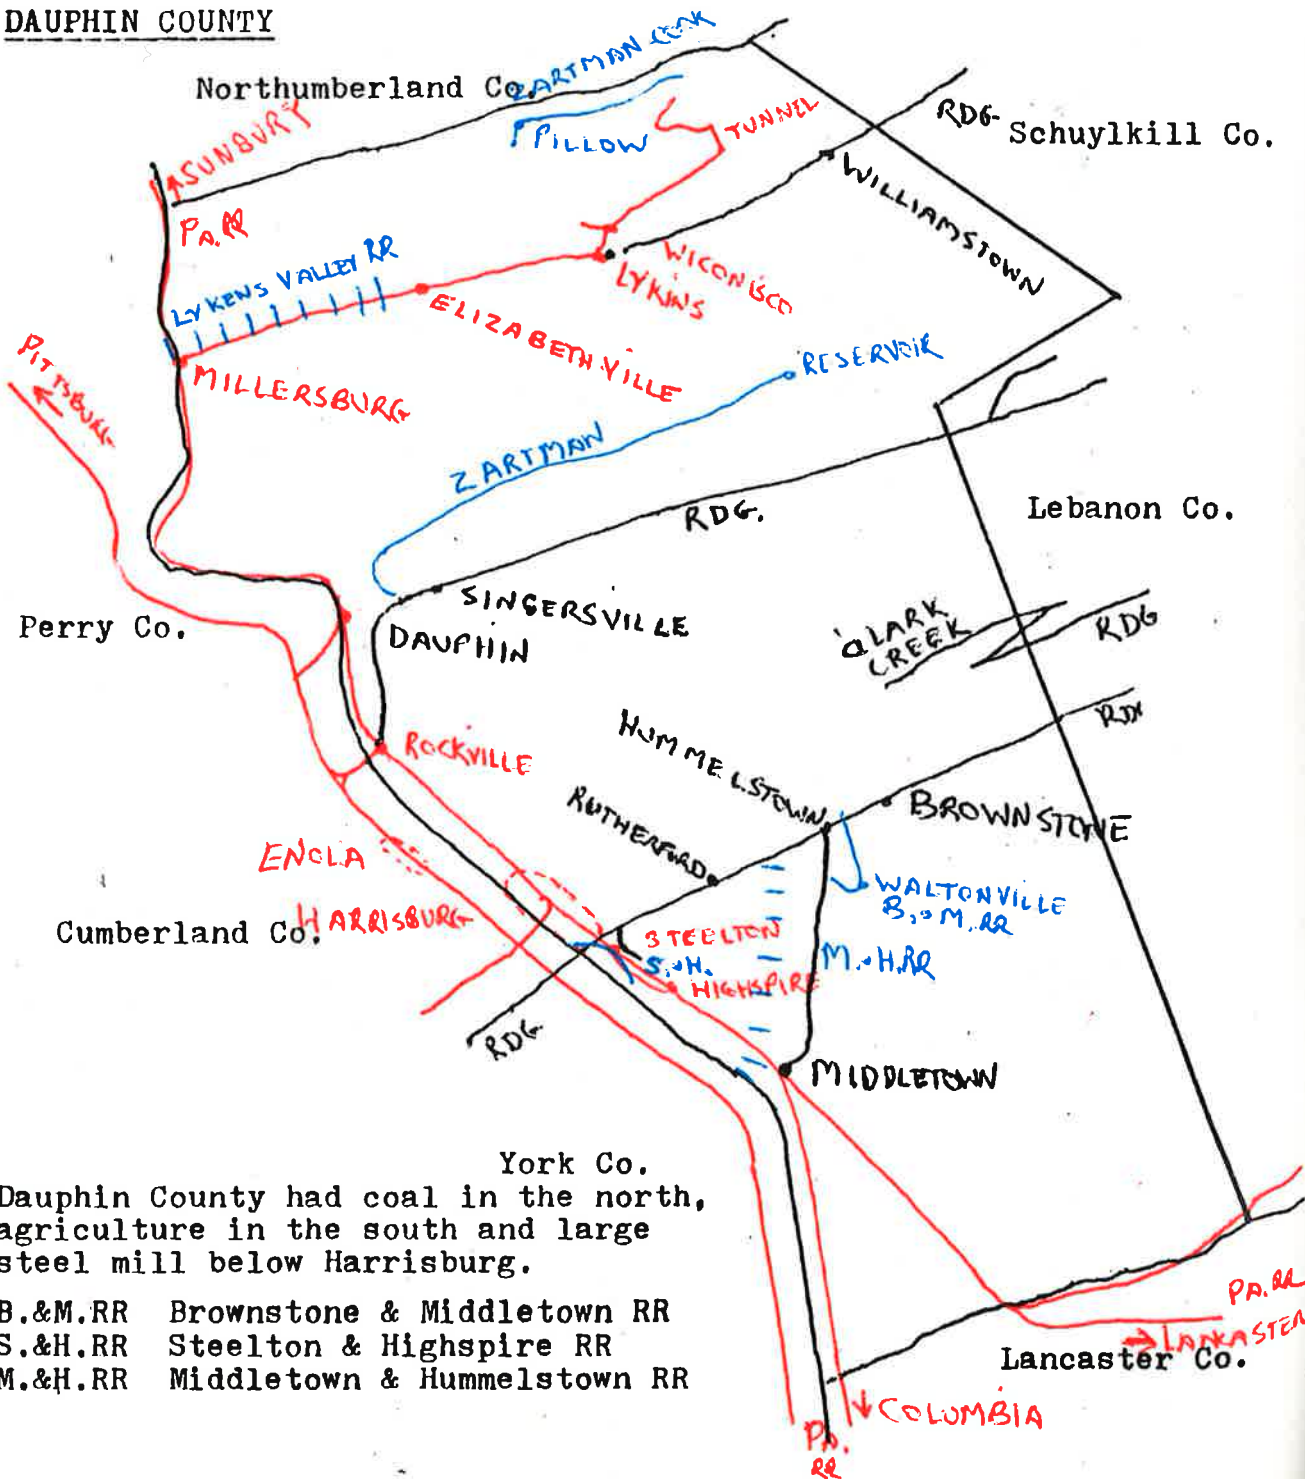 DAUPHIN COUNTY
ZARTMAN
Northumberland Co.
RDG
Schuylkill Co.
TUNNEL
PILLOW
SUNBURY
PA. RR
WILLIAMSTOWN
LYKENS VALLEY RR
WICONISCO
LYKINS
ELIZABETHVILLE
RESERVOIR
PITTSBURG
MILLERSBURG
ZARTMAN
RDG.
Lebanon Co.
SINGERSVILLE
Perry Co.
DAUPHIN
CLARK
CREEK
RDG
HUMMELSTOWN
ROCKVILLE
RUTHERFORD
BROWNSTONE
ENOLA
WALTONVILLE
B.&M. RR
HARRISBURG
Cumberland Co.
STEELTON
S.&H.
M.&H.RR
HIGHSPIRE
RDG.
MIDDLETOWN
York Co.
Dauphin County had coal in the north,
agriculture in the south and large
steel mill below Harrisburg.
B.&M.RR Brownstone & Middletown RR
S.&H.RR Steelton & Highspire RR
M.&H.RR Middletown & Hummelstown RR
PA. RR
LANCASTER
Lancaster Co.
COLUMBIA
PA.
RR